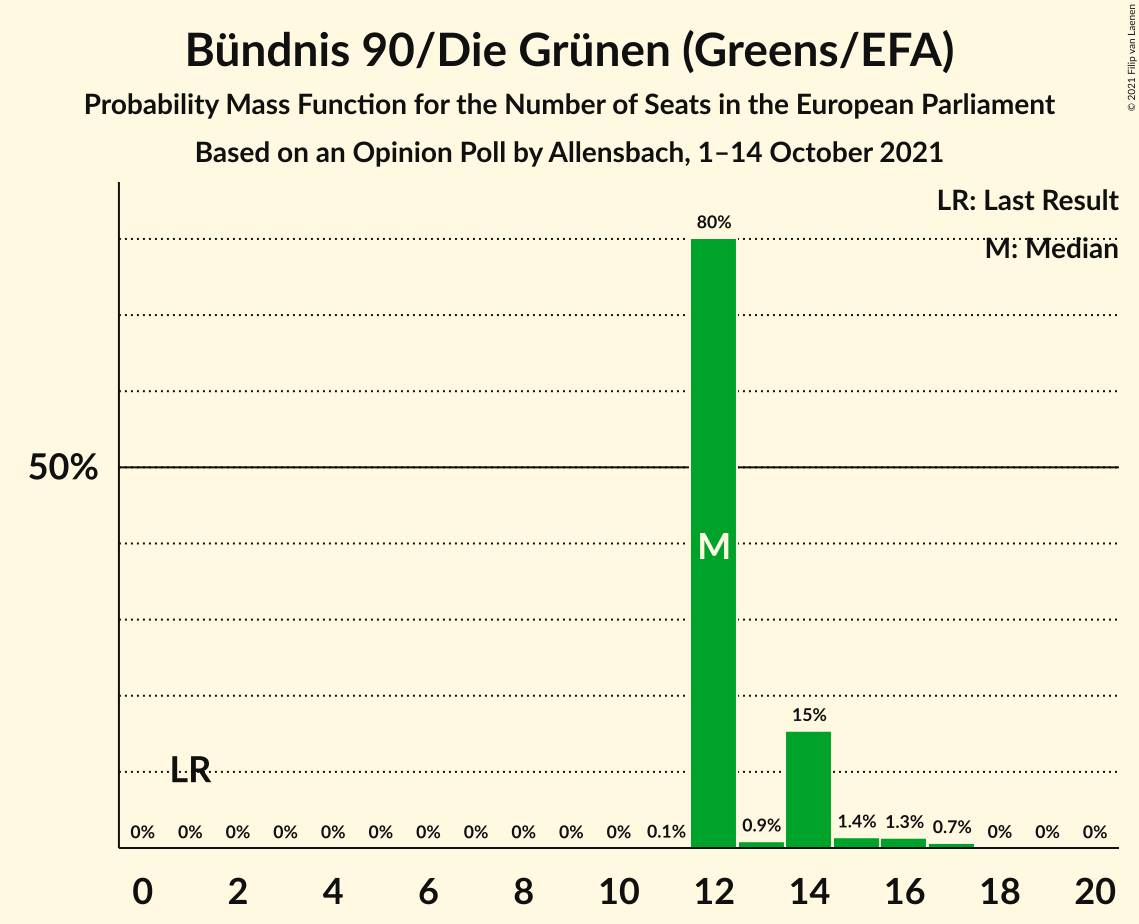 Bündnis 90/Die Grünen (Greens/EFA)
Probability Mass Function for the Number of Seats in the European Parliament
Based on an Opinion Poll by Allensbach, 1–14 October 2021
© 2021 Filip van Laenen
LR: Last Result
M: Median
80%
50%
M
15%
LR
0% 0% 0% 0% 0% 0% 0% 0% 0% 0% 0% 0.1% 0.9% 1.4% 1.3% 0.7% 0% 0% 0%
0 2 4 6 8 10 12 14 16 18 20